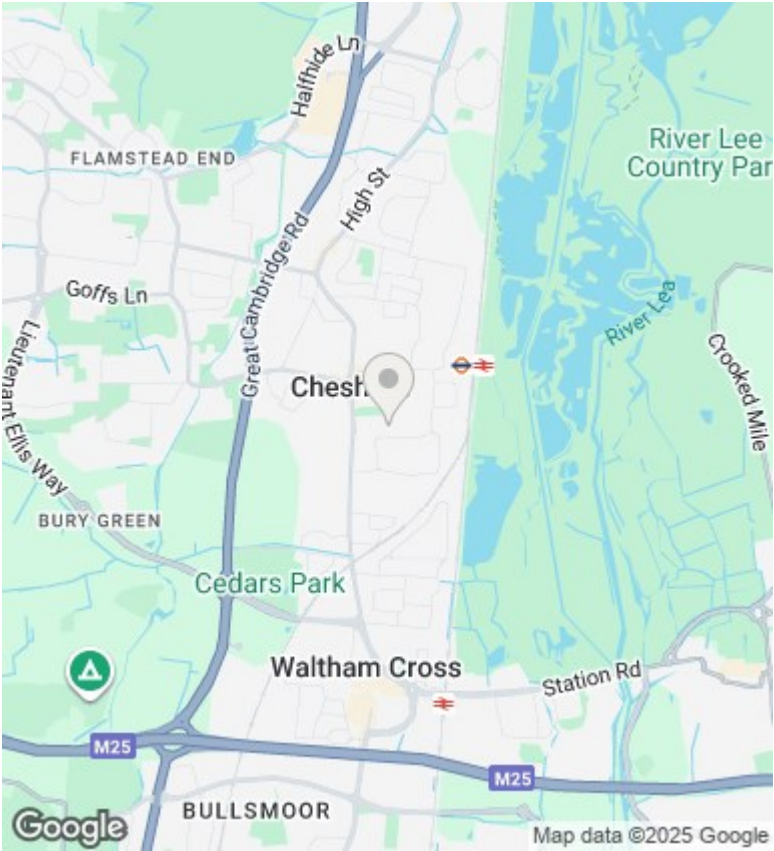 Halfhide Ln
FLAMSTEAD END
High St
River Lee
Country Par
Great Cambridge Rd
Goffs Ln
River Lea
Lieutenant Ellis Way
Crooked Mile
Chesh
BURY GREEN
Cedars Park
Waltham Cross
Station Rd
M25
M25
BULLSMOOR
Google
Map data ©2025 Google